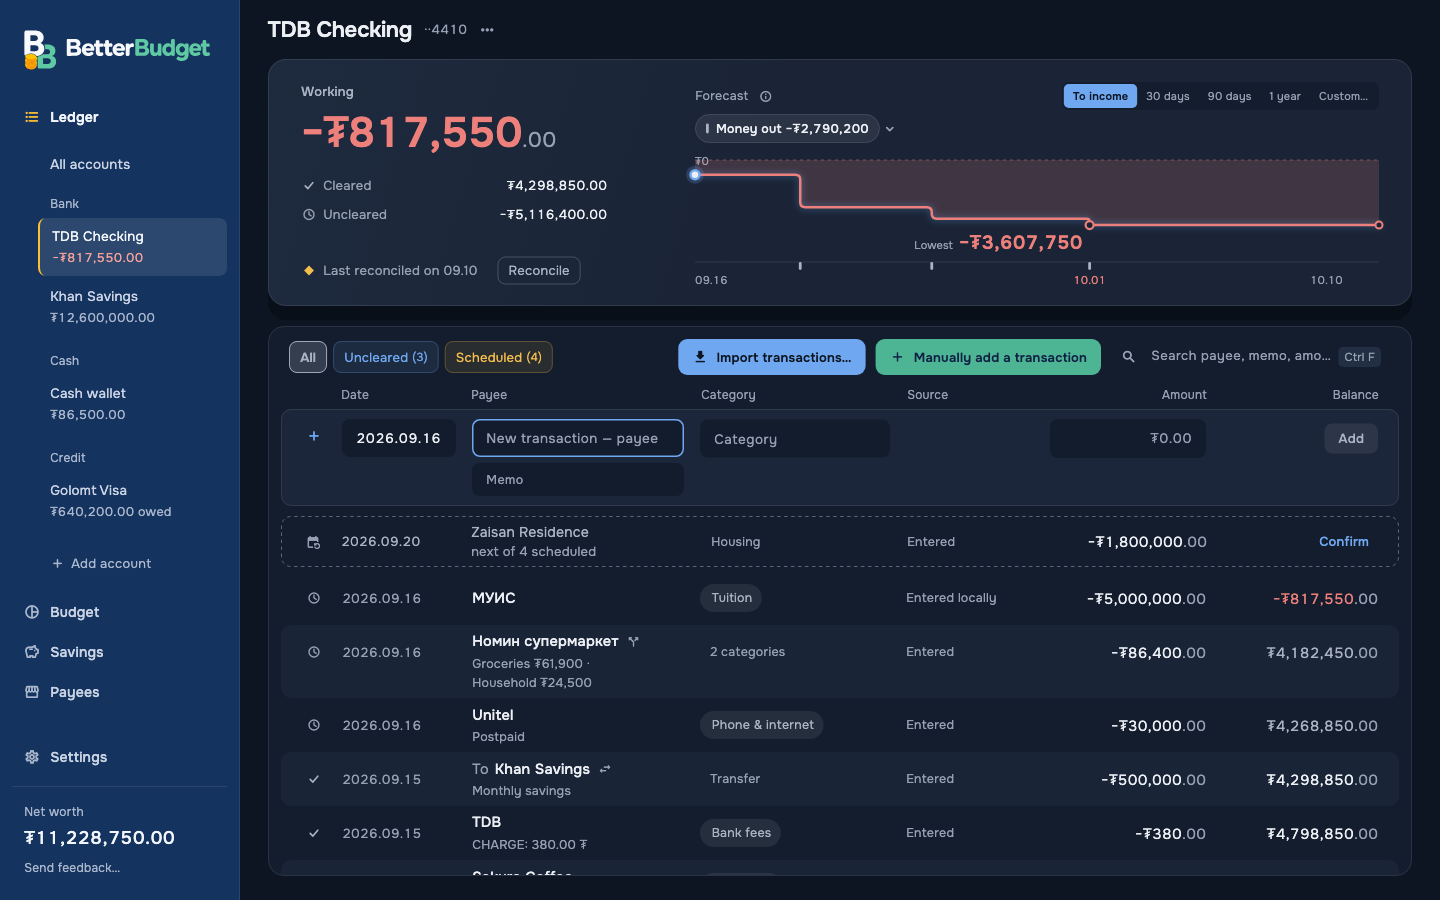 BetterBudget
Ledger
All accounts
Bank
TDB Checking
-₮817,550.00
Khan Savings
₮12,600,000.00
Cash
Cash wallet
₮86,500.00
Credit
Golomt Visa
₮640,200.00 owed
+ Add account
Budget
Savings
Payees
Settings
Net worth
₮11,228,750.00
Send feedback...
TDB Checking ··4410 •••
Working
-₮817,550.00
Cleared ₮4,298,850.00
Uncleared -₮5,116,400.00
Last reconciled on 09.10 Reconcile
Forecast To income 30 days 90 days 1 year Custom...
Money out -₮2,790,200
₮0
Lowest -₮3,607,750
09.16 10.01 10.10
All Uncleared (3) Scheduled (4) Import transactions... + Manually add a transaction Search payee, memo, amo... Ctrl F
Date Payee Category Source Amount Balance
+ 2026.09.16 New transaction — payee Category ₮0.00 Add
Memo
2026.09.20 Zaisan Residence Housing Entered -₮1,800,000.00 Confirm
next of 4 scheduled
2026.09.16 МУИС Tuition Entered locally -₮5,000,000.00 -₮817,550.00
2026.09.16 Номин супермаркет 2 categories Entered -₮86,400.00 ₮4,182,450.00
Groceries ₮61,900 ·
Household ₮24,500
2026.09.16 Unitel Phone & internet Entered -₮30,000.00 ₮4,268,850.00
Postpaid
2026.09.15 To Khan Savings Transfer Entered -₮500,000.00 ₮4,298,850.00
Monthly savings
2026.09.15 TDB Bank fees Entered -₮380.00 ₮4,798,850.00
CHARGE: 380.00 ₮